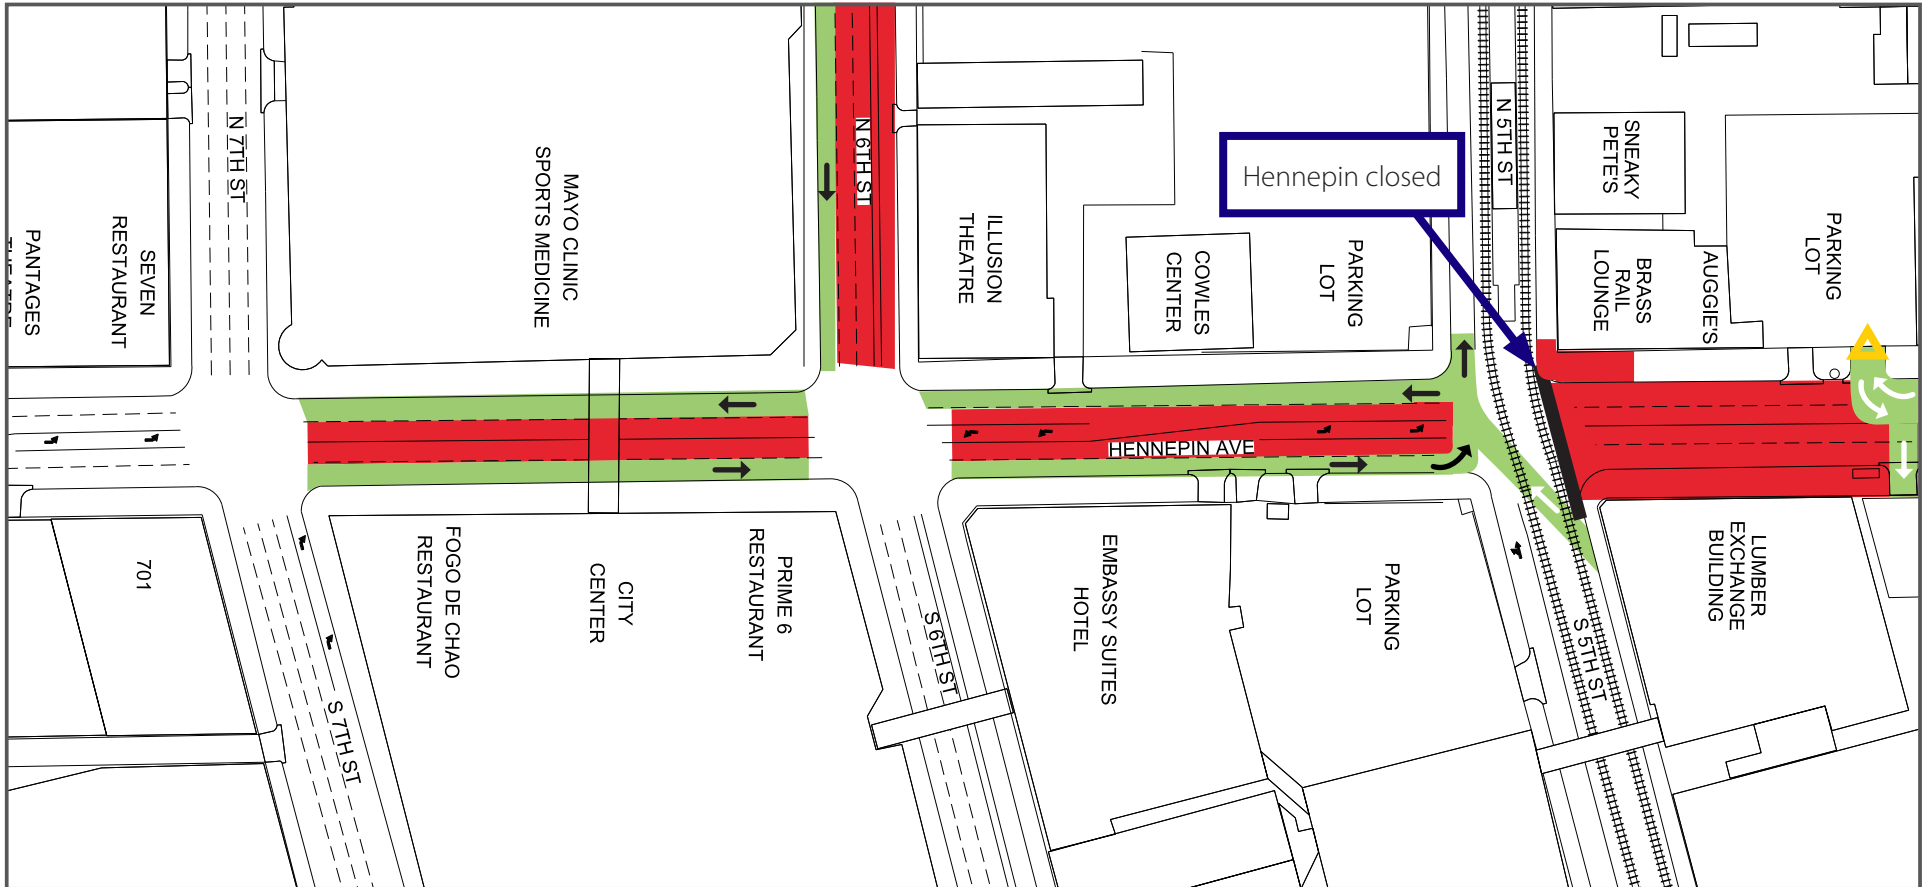 N 7TH ST
PANTAGES
SEVEN
RESTAURANT
MAYO CLINIC
SPORTS MEDICINE
N 6TH ST
ILLUSION
THEATRE
COWLES
CENTER
PARKING
LOT
Hennepin closed
N 5TH ST
SNEAKY
PETE'S
BRASS
RAIL
LOUNGE
AUGGIE'S
PARKING
LOT
HENNEPIN AVE
701
S 7TH ST
FOGO DE CHAO
RESTAURANT
CITY
CENTER
PRIME 6
RESTAURANT
S 6TH ST
EMBASSY SUITES
HOTEL
PARKING
LOT
S 5TH ST
LUMBER
EXCHANGE
BUILDING